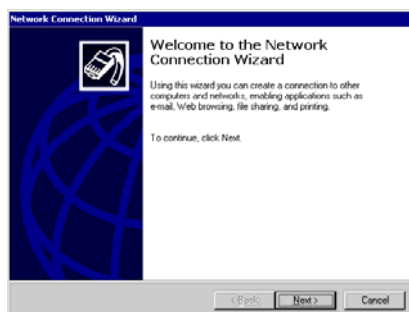 Network Connection Wizard
Welcome to the Network
Connection Wizard
Using this wizard you can create a connection to other
computers and networks, enabling applications such as
e-mail, Web browsing, file sharing, and printing.
To continue, click Next.
< Back
Next >
Cancel